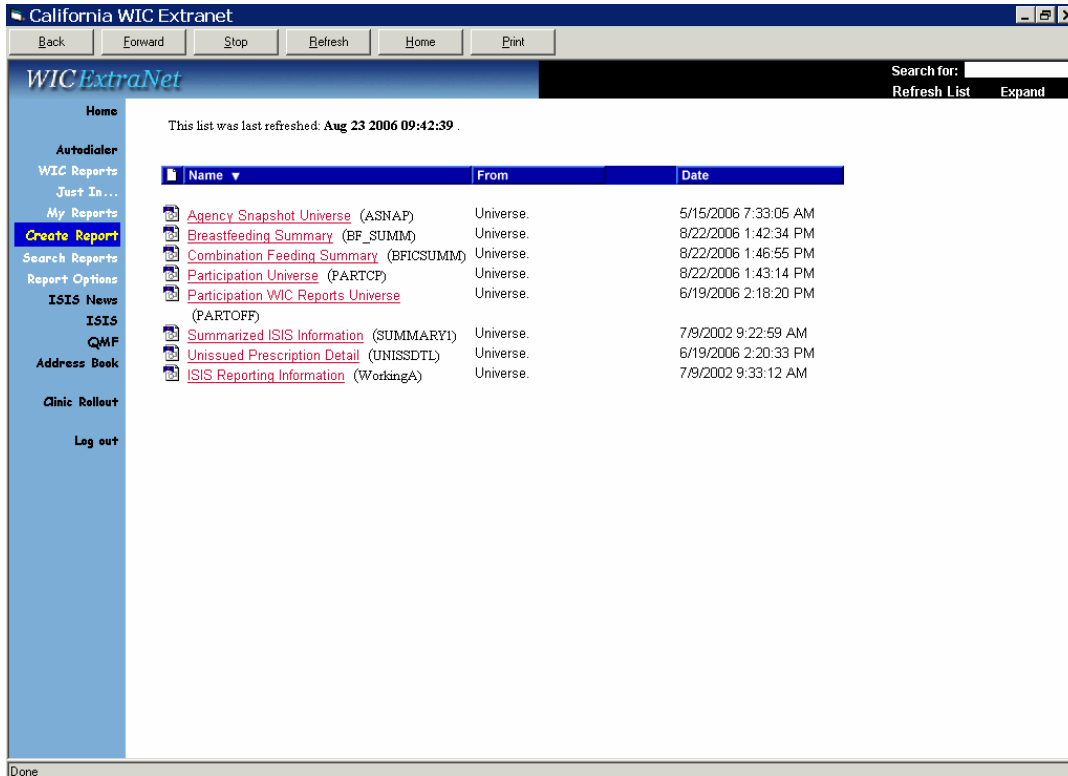 California WIC Extranet
Back Forward Stop Refresh Home Print
WIC ExtraNet
Search for:
Refresh List Expand
Home
Autodialer
WIC Reports
Just In...
My Reports
Create Report
Search Reports
Report Options
ISIS News
ISIS
QMF
Address Book
Clinic Rollout
Log out
This list was last refreshed: Aug 23 2006 09:42:39 .
Name ▼ From Date
Agency Snapshot Universe (ASNAP) Universe. 5/15/2006 7:33:05 AM
Breastfeeding Summary (BF_SUMM) Universe. 8/22/2006 1:42:34 PM
Combination Feeding Summary (BFICSUMM) Universe. 8/22/2006 1:46:55 PM
Participation Universe (PARTCP) Universe. 8/22/2006 1:43:14 PM
Participation WIC Reports Universe Universe. 6/19/2006 2:18:20 PM
(PARTOFF)
Summarized ISIS Information (SUMMARY1) Universe. 7/9/2002 9:22:59 AM
Unissued Prescription Detail (UNISSDTL) Universe. 6/19/2006 2:20:33 PM
ISIS Reporting Information (WorkingA) Universe. 7/9/2002 9:33:12 AM
Done